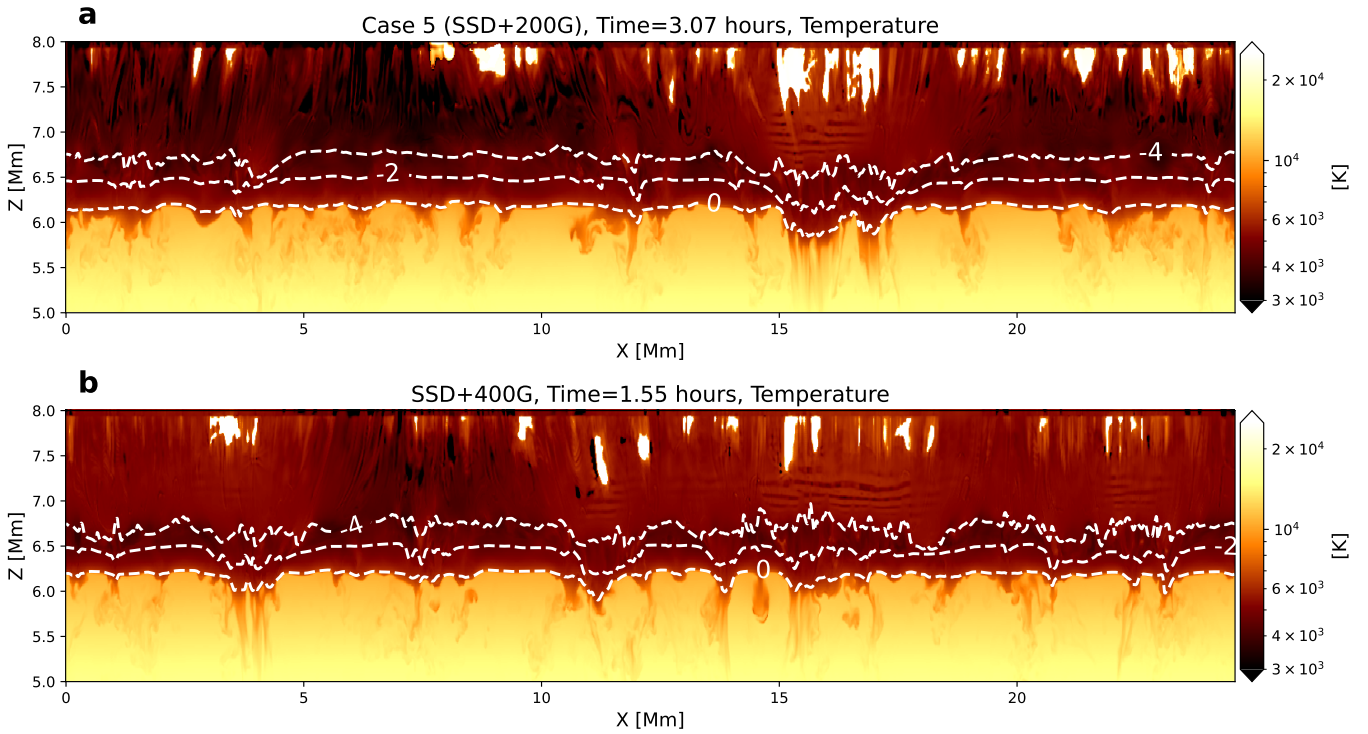 a
Case 5 (SSD+200G), Time=3.07 hours, Temperature
8.0
7.5
7.0
6.5
6.0
5.5
5.0
Z [Mm]
-4
-2
0
0
5
10
15
20
X [Mm]
2 × 10⁴
10⁴
6 × 10³
4 × 10³
3 × 10³
[K]
b
SSD+400G, Time=1.55 hours, Temperature
8.0
7.5
7.0
6.5
6.0
5.5
5.0
Z [Mm]
-4
-2
0
0
5
10
15
20
X [Mm]
2 × 10⁴
10⁴
6 × 10³
4 × 10³
3 × 10³
[K]